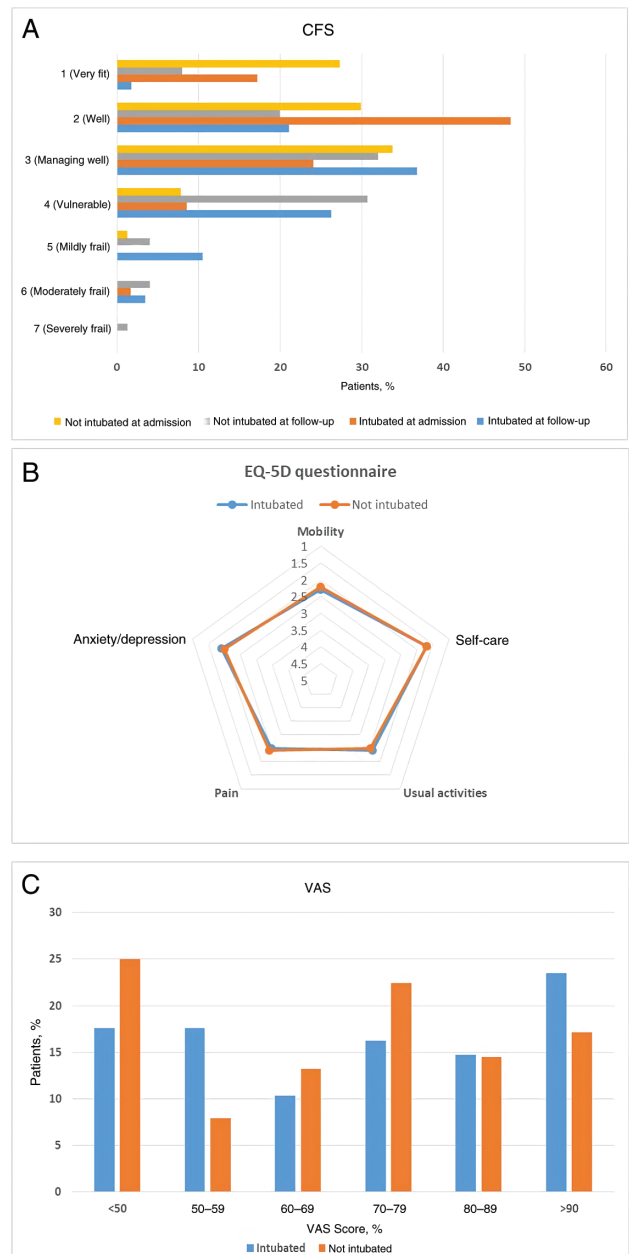 A
CFS
1 (Very fit)
2 (Well)
3 (Managing well)
4 (Vulnerable)
5 (Mildly frail)
6 (Moderately frail)
7 (Severely frail)
0 10 20 30 40 50 60
Patients, %
Not intubated at admission Not intubated at follow-up Intubated at admission Intubated at follow-up
B
EQ-5D questionnaire
Intubated Not intubated
Mobility
1
1.5
2
2.5
3
3.5
4
4.5
5
Anxiety/depression
Self-care
Pain
Usual activities
C
VAS
30
25
20
15
10
5
0
Patients, %
<50 50–59 60–69 70–79 80–89 >90
VAS Score, %
Intubated Not intubated